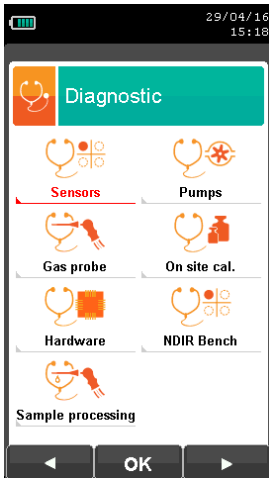 29/04/16
15:18
Diagnostic
Sensors
Pumps
Gas probe
On site cal.
Hardware
NDIR Bench
Sample processing
OK